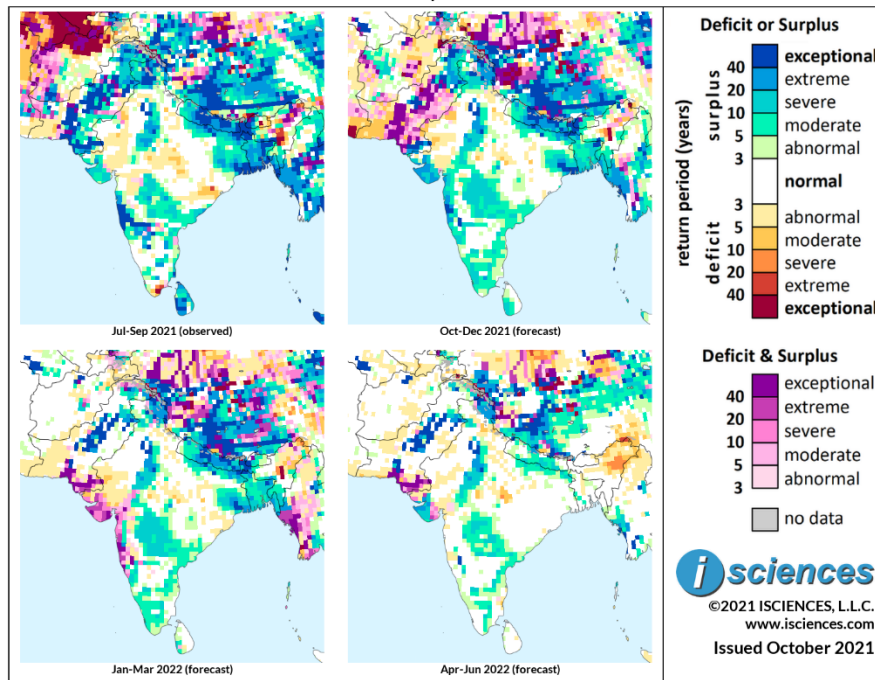 Jul-Sep 2021 (observed)
Oct-Dec 2021 (forecast)
Jan-Mar 2022 (forecast)
Apr-Jun 2022 (forecast)
Deficit or Surplus
return period (years)
surplus
deficit
exceptional
40
extreme
20
severe
10
moderate
5
abnormal
3
normal
3
abnormal
5
moderate
10
severe
20
extreme
40
exceptional
Deficit & Surplus
exceptional
40
extreme
20
severe
10
moderate
5
abnormal
3
no data
i sciences
©2021 ISCIENCES, L.L.C.
www.isciences.com
Issued October 2021